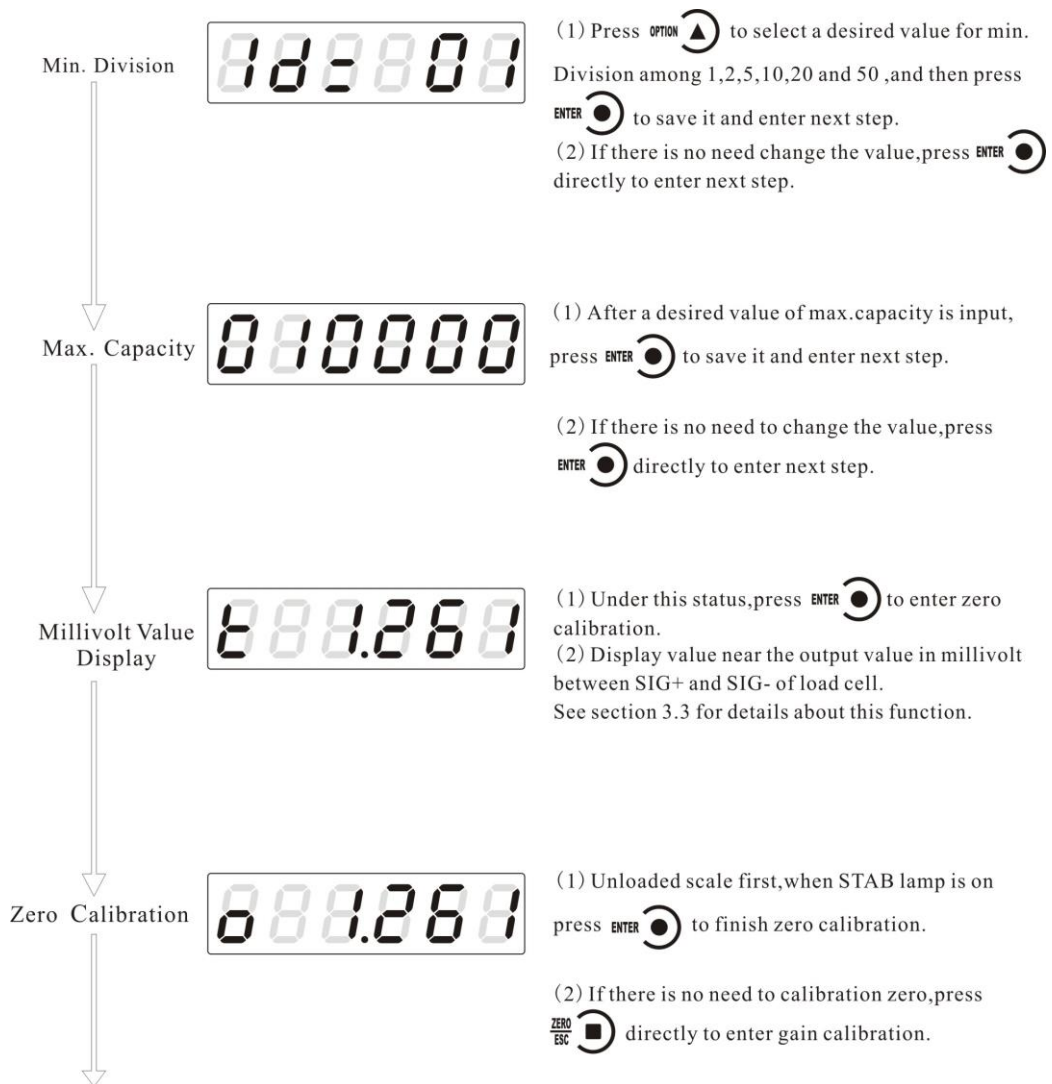 Min. Division
1d= 01
(1) Press OPTION to select a desired value for min.
Division among 1,2,5,10,20 and 50 ,and then press
ENTER to save it and enter next step.
(2) If there is no need change the value,press ENTER
directly to enter next step.
Max. Capacity
010000
(1) After a desired value of max.capacity is input,
press ENTER to save it and enter next step.
(2) If there is no need to change the value,press
ENTER directly to enter next step.
Millivolt Value
Display
t 1.261
(1) Under this status,press ENTER to enter zero
calibration.
(2) Display value near the output value in millivolt
between SIG+ and SIG- of load cell.
See section 3.3 for details about this function.
Zero Calibration
o 1.261
(1) Unloaded scale first,when STAB lamp is on
press ENTER to finish zero calibration.
(2) If there is no need to calibration zero,press
ZERO
ESC directly to enter gain calibration.